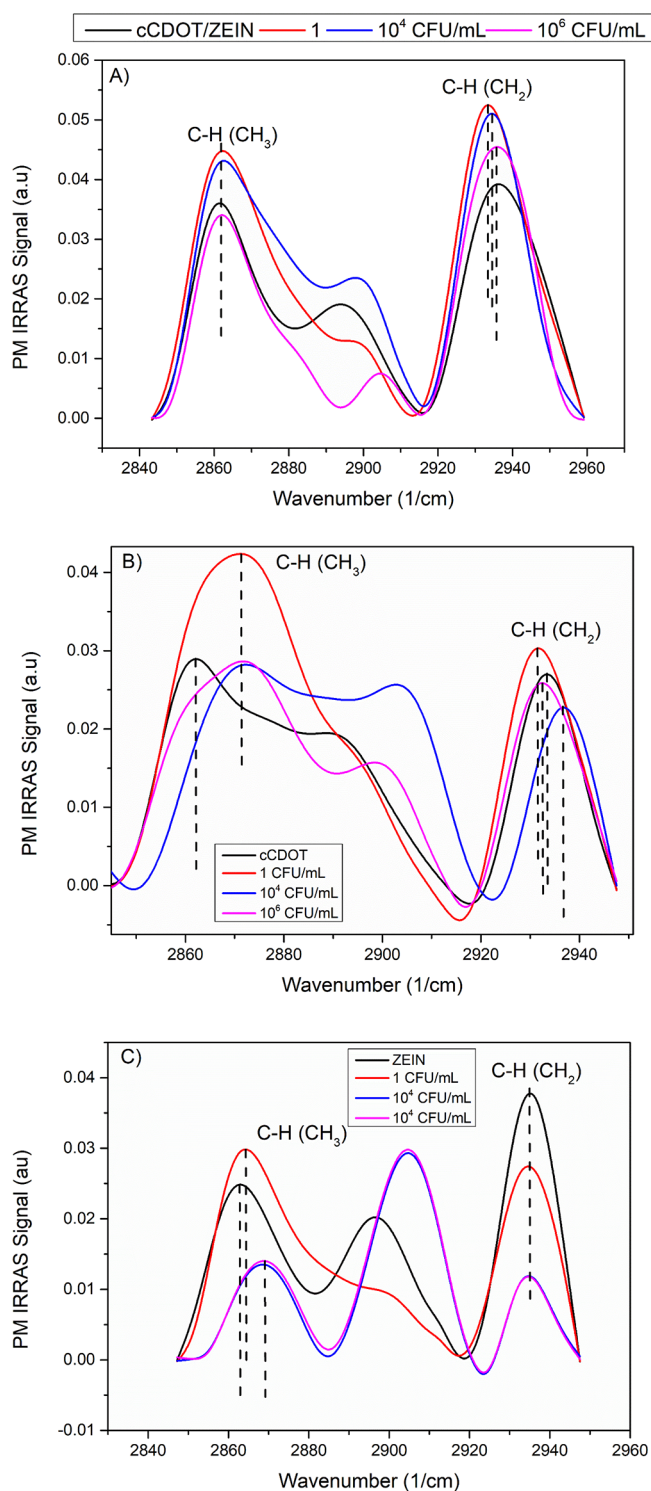 cCDOT/ZEIN 1 10⁴ CFU/mL 10⁶ CFU/mL
A)
C-H (CH₂)
C-H (CH₃)
0.06
0.05
0.04
0.03
0.02
0.01
0.00
PM IRRAS Signal (a.u)
2840 2860 2880 2900 2920 2940 2960
Wavenumber (1/cm)
B)
C-H (CH₃)
C-H (CH₂)
0.04
0.03
0.02
0.01
0.00
PM IRRAS Signal (a.u)
cCDOT
1 CFU/mL
10⁴ CFU/mL
10⁶ CFU/mL
2860 2880 2900 2920 2940
Wavenumber (1/cm)
C)
ZEIN
1 CFU/mL
10⁴ CFU/mL
10⁴ CFU/mL
C-H (CH₂)
C-H (CH₃)
0.04
0.03
0.02
0.01
0.00
-0.01
PM IRRAS Signal (au)
2840 2860 2880 2900 2920 2940 2960
Wavenumber (1/cm)